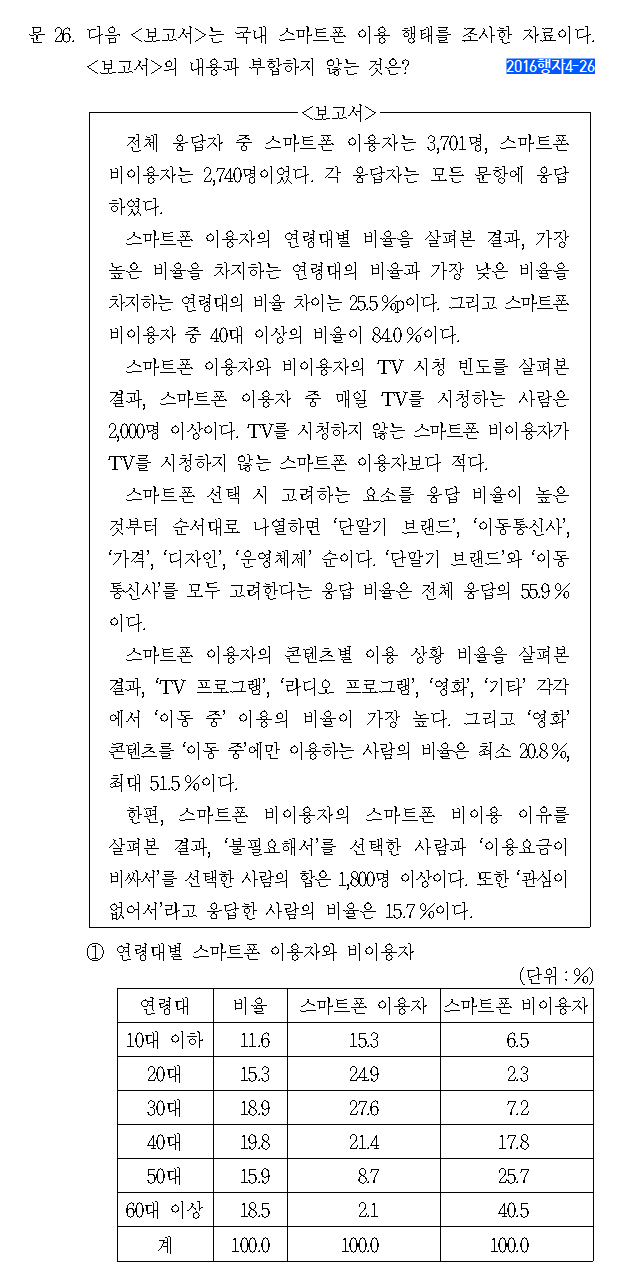 문 26. 다음 <보고서>는 국내 스마트폰 이용 행태를 조사한 자료이다.
<보고서>의 내용과 부합하지 않는 것은?
2016행자4-26
<보고서>
전체 응답자 중 스마트폰 이용자는 3,701명, 스마트폰
비이용자는 2,740명이었다. 각 응답자는 모든 문항에 응답
하였다.
스마트폰 이용자의 연령대별 비율을 살펴본 결과, 가장
높은 비율을 차지하는 연령대의 비율과 가장 낮은 비율을
차지하는 연령대의 비율 차이는 25.5 %p이다. 그리고 스마트폰
비이용자 중 40대 이상의 비율이 84.0 %이다.
스마트폰 이용자와 비이용자의 TV 시청 빈도를 살펴본
결과, 스마트폰 이용자 중 매일 TV를 시청하는 사람은
2,000명 이상이다. TV를 시청하지 않는 스마트폰 비이용자가
TV를 시청하지 않는 스마트폰 이용자보다 적다.
스마트폰 선택 시 고려하는 요소를 응답 비율이 높은
것부터 순서대로 나열하면 ‘단말기 브랜드’, ‘이동통신사’,
‘가격’, ‘디자인’, ‘운영체제’ 순이다. ‘단말기 브랜드’와 ‘이동
통신사’를 모두 고려한다는 응답 비율은 전체 응답의 55.9 %
이다.
스마트폰 이용자의 콘텐츠별 이용 상황 비율을 살펴본
결과, ‘TV 프로그램’, ‘라디오 프로그램’, ‘영화’, ‘기타’ 각각
에서 ‘이동 중’ 이용의 비율이 가장 높다. 그리고 ‘영화’
콘텐츠를 ‘이동 중’에만 이용하는 사람의 비율은 최소 20.8 %,
최대 51.5 %이다.
한편, 스마트폰 비이용자의 스마트폰 비이용 이유를
살펴본 결과, ‘불필요해서’를 선택한 사람과 ‘이용요금이
비싸서’를 선택한 사람의 합은 1,800명 이상이다. 또한 ‘관심이
없어서’라고 응답한 사람의 비율은 15.7 %이다.
① 연령대별 스마트폰 이용자와 비이용자
(단위 : %)
연령대 비율 스마트폰 이용자 스마트폰 비이용자
10대 이하 11.6 15.3 6.5
20대 15.3 24.9 2.3
30대 18.9 27.6 7.2
40대 19.8 21.4 17.8
50대 15.9 8.7 25.7
60대 이상 18.5 2.1 40.5
계 100.0 100.0 100.0